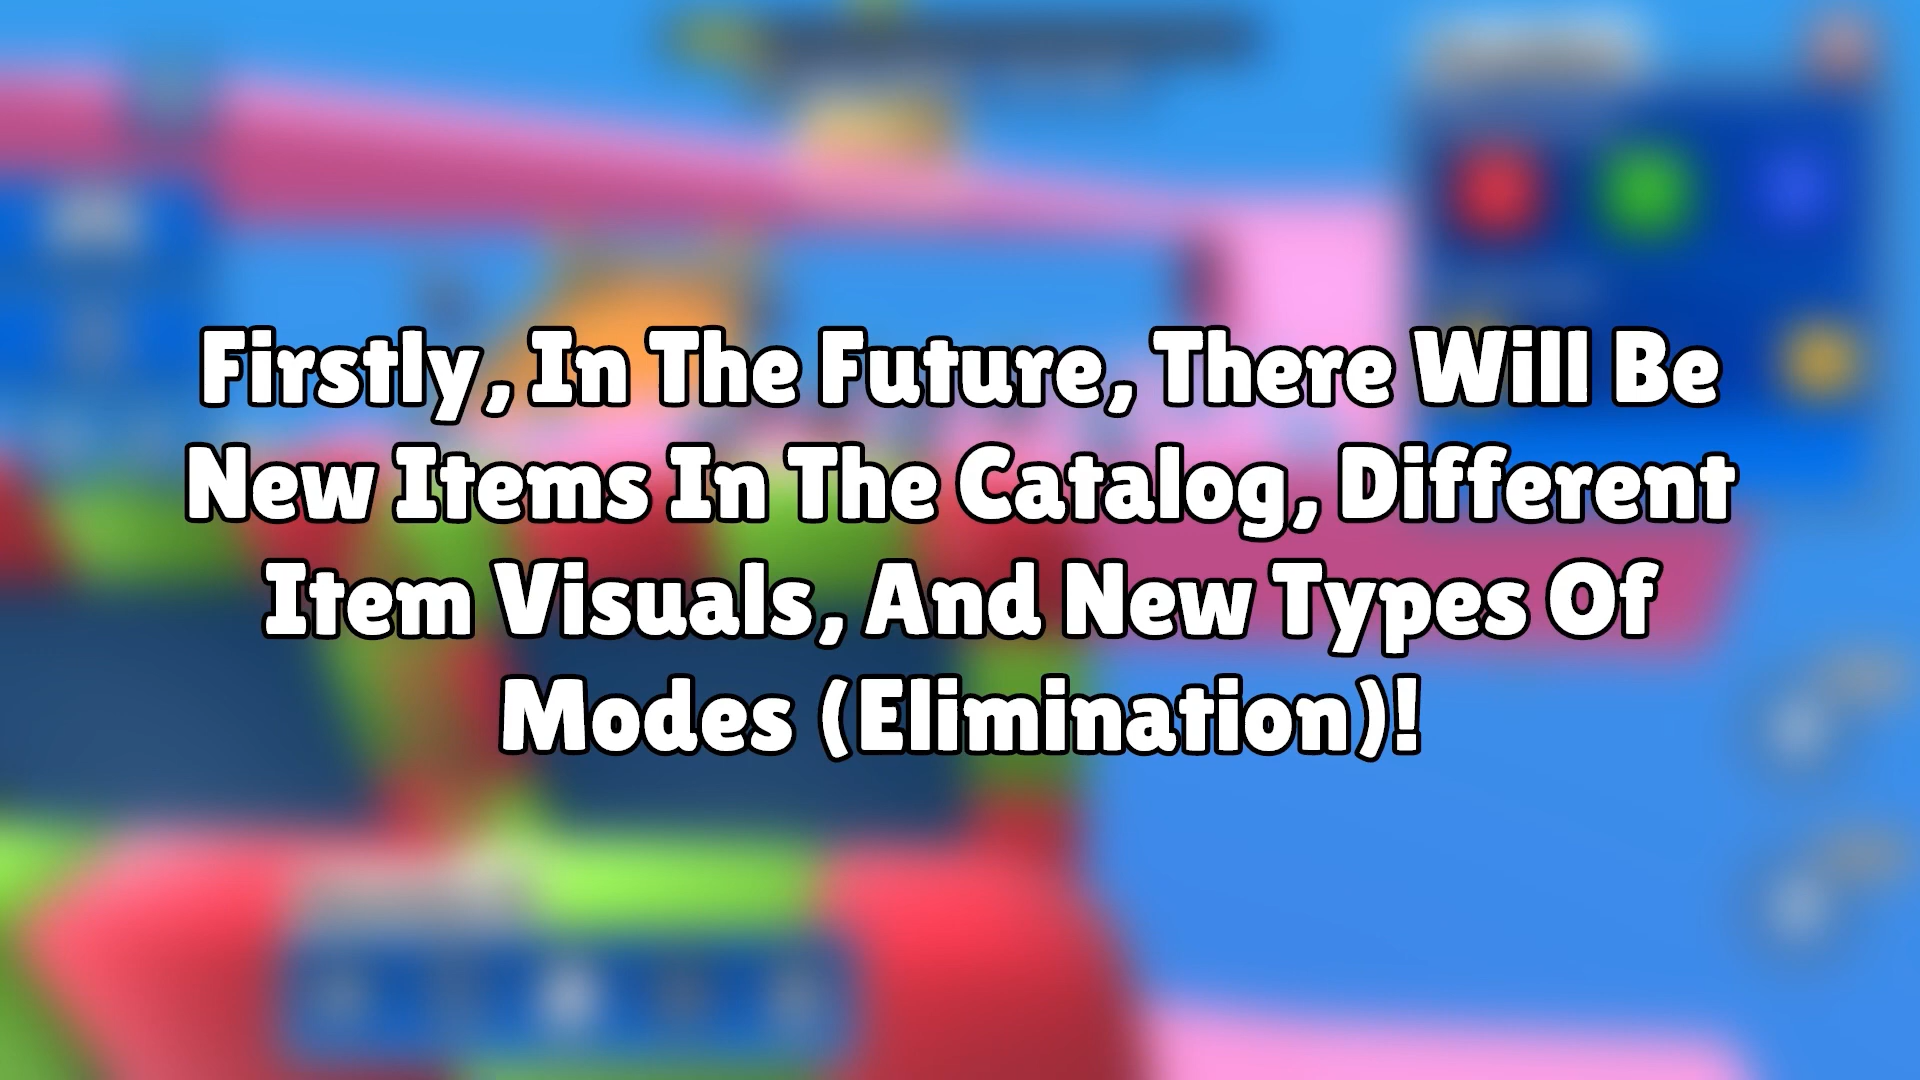 Firstly, In The Future, There Will Be
New Items In The Catalog, Different
Item Visuals, And New Types Of
Modes (Elimination)!